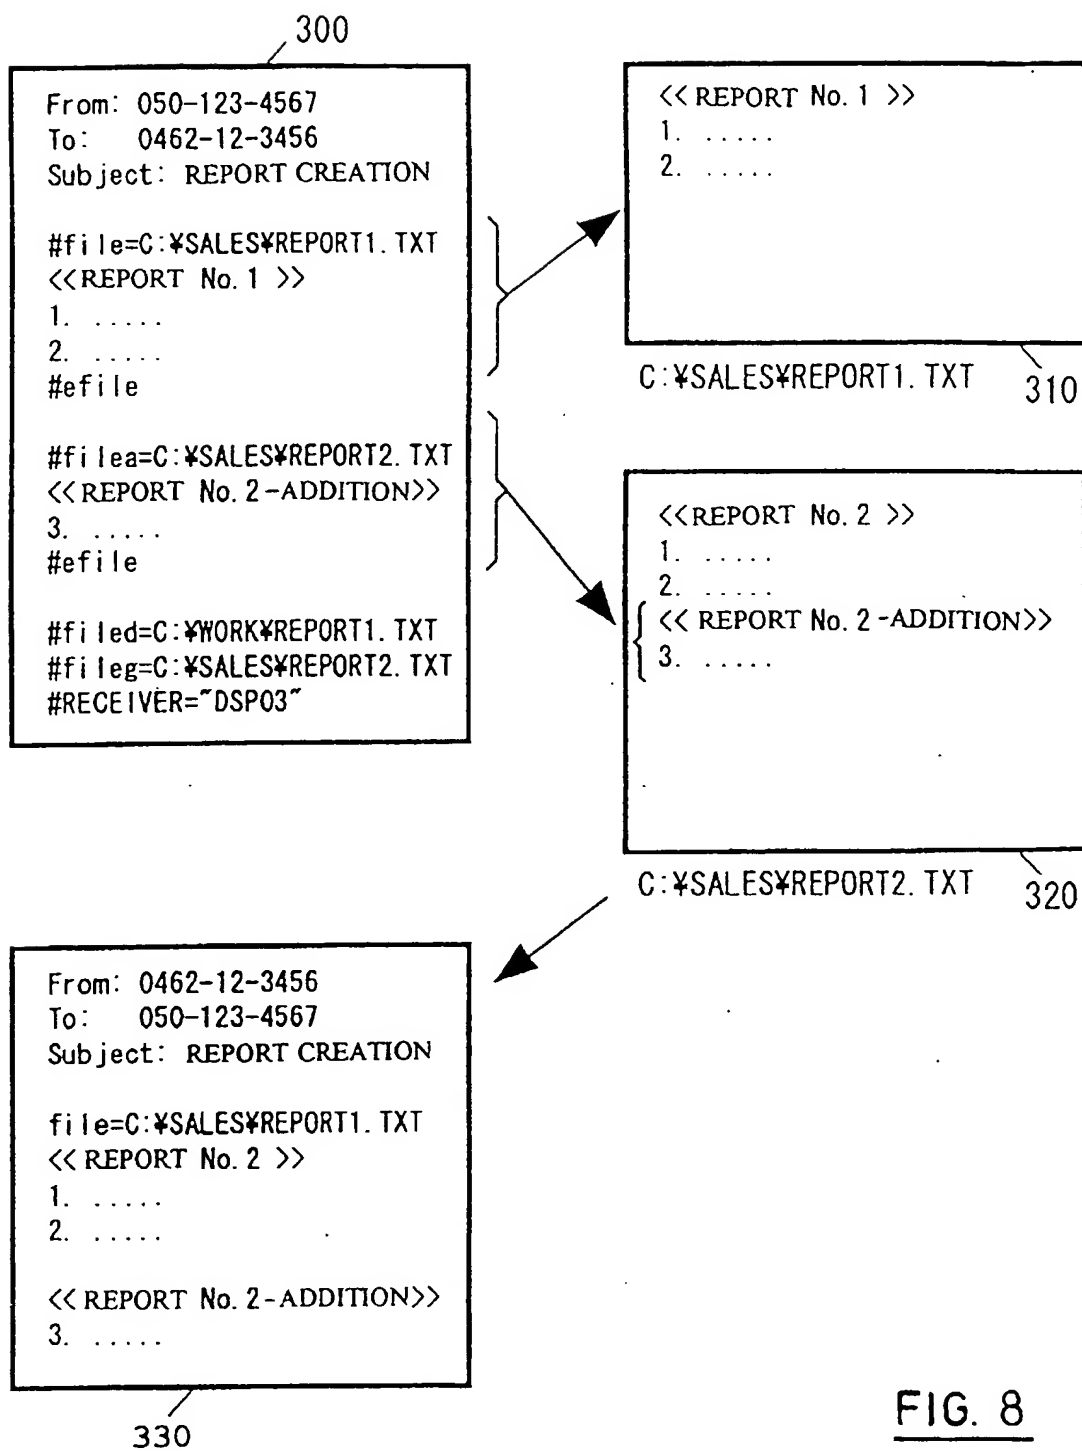 300
From: 050-123-4567
To: 0462-12-3456
Subject: REPORT CREATION
#file=C:¥SALES¥REPORT1.TXT
<<REPORT No.1 >>
1. .....
2. .....
#efile
#filea=C:¥SALES¥REPORT2.TXT
<<REPORT No.2-ADDITION>>
3. .....
#efile
#filed=C:¥WORK¥REPORT1.TXT
#fileg=C:¥SALES¥REPORT2.TXT
#RECEIVER="DSP03"
<<REPORT No.1 >>
1. .....
2. .....
C:¥SALES¥REPORT1.TXT
310
<<REPORT No.2 >>
1. .....
2. .....
<< REPORT No.2-ADDITION>>
3. .....
C:¥SALES¥REPORT2.TXT
320
From: 0462-12-3456
To: 050-123-4567
Subject: REPORT CREATION
file=C:¥SALES¥REPORT1.TXT
<< REPORT No.2 >>
1. .....
2. .....
<< REPORT No.2-ADDITION>>
3. .....
330
FIG. 8